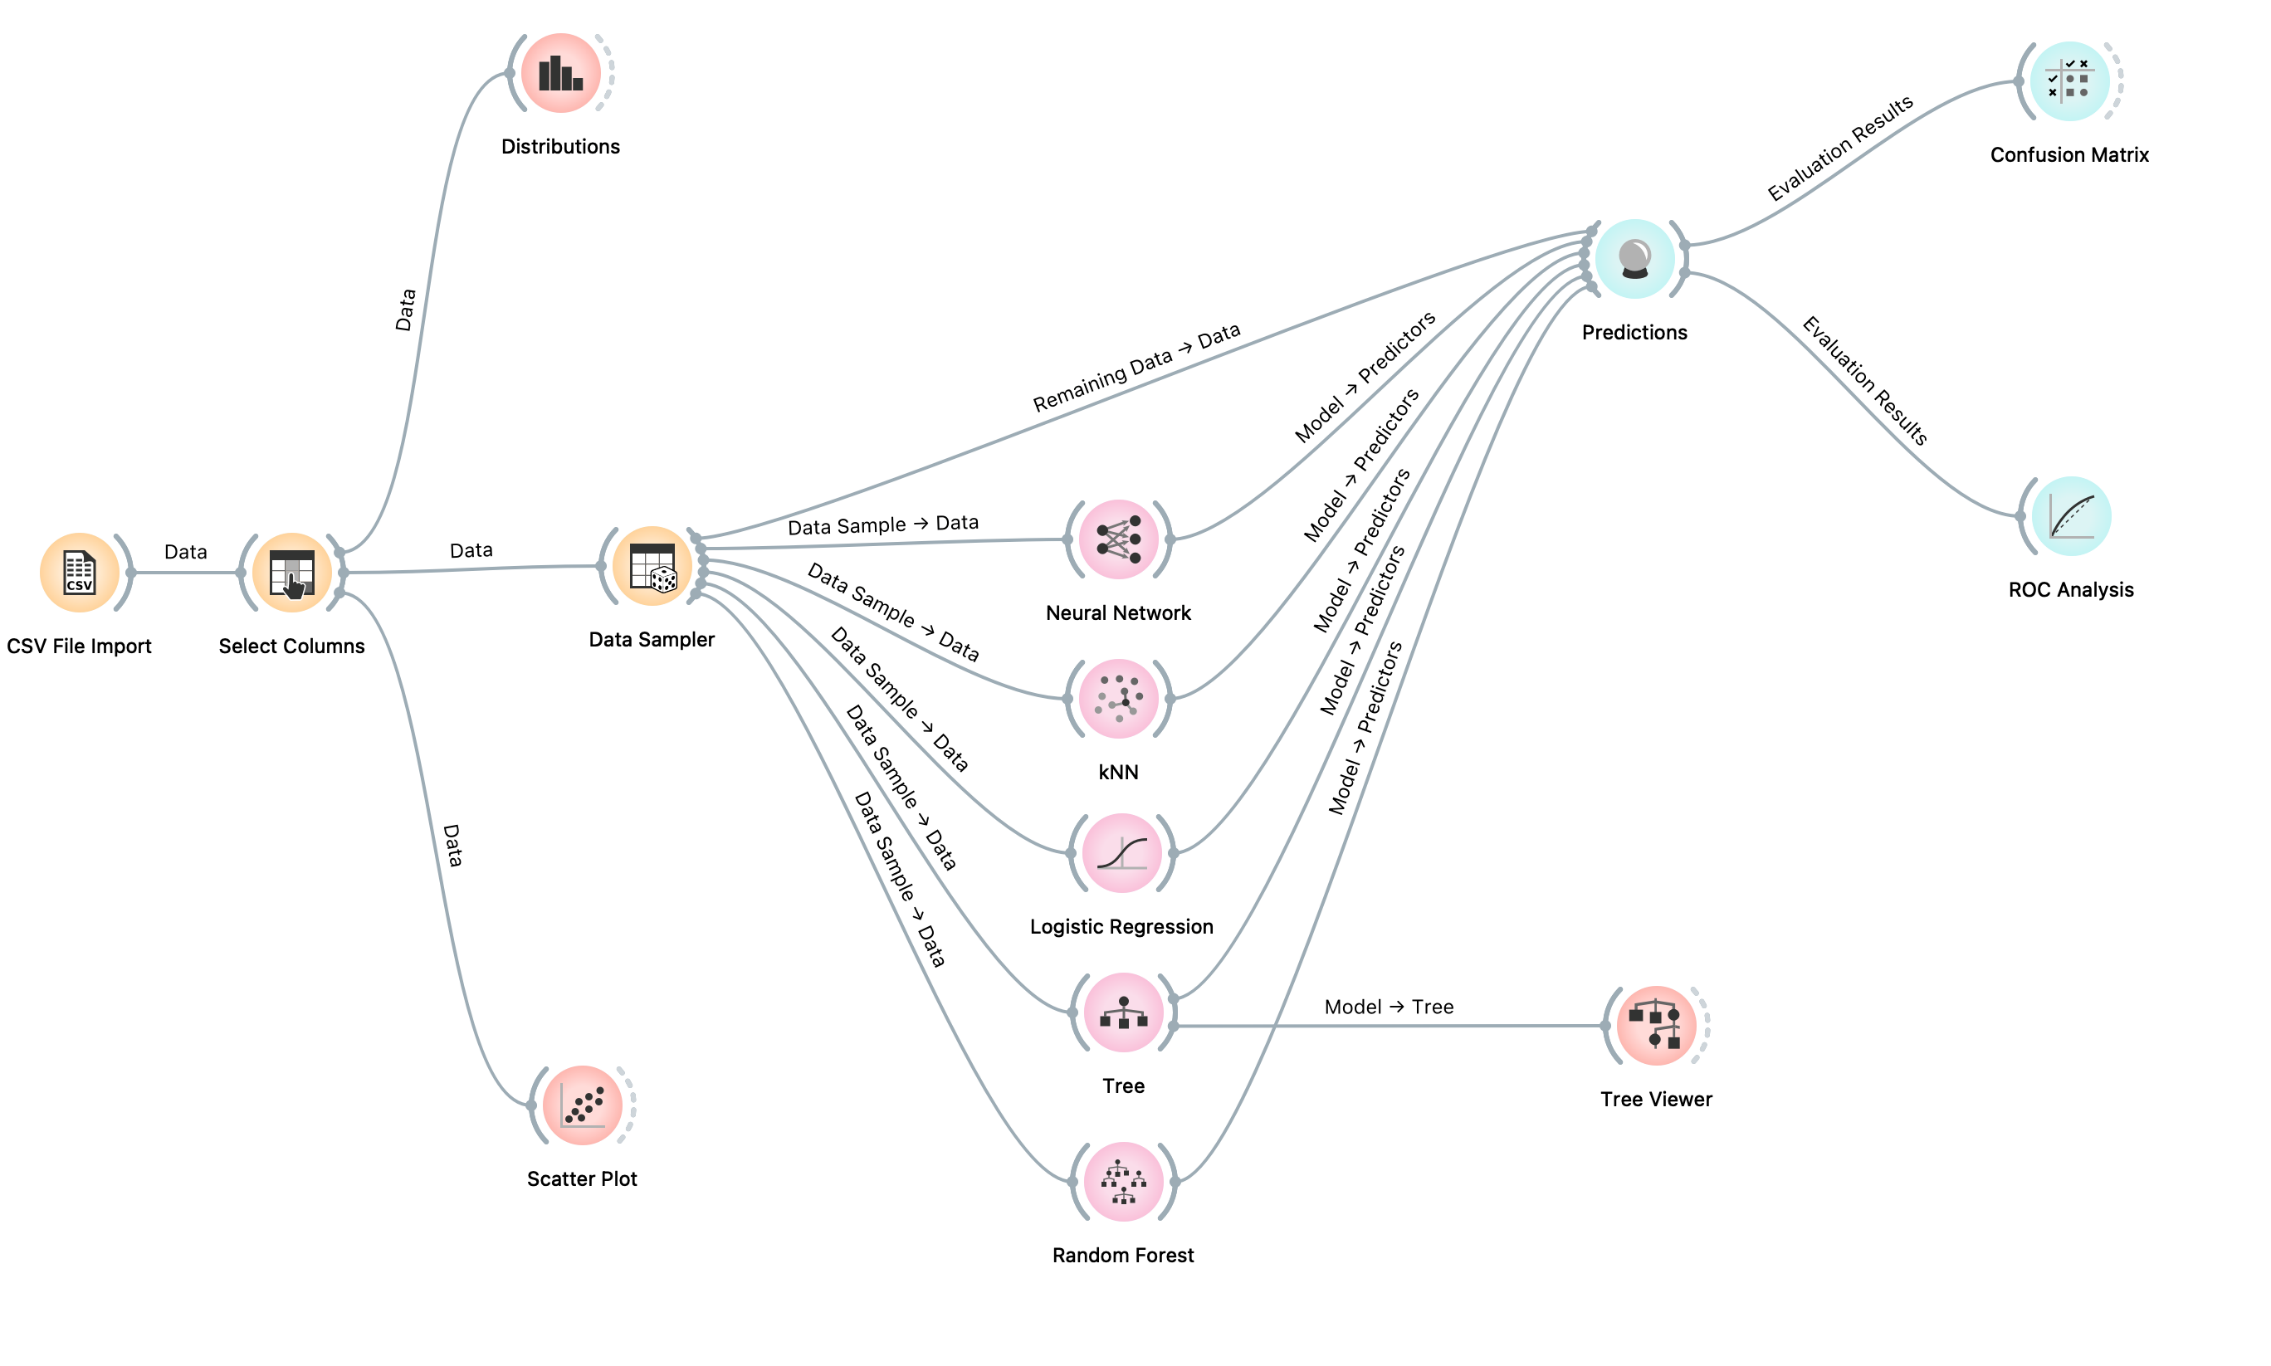 Distributions
Confusion Matrix
Evaluation Results
Predictions
Data
Remaining Data → Data
Model → Predictors
Evaluation Results
Model → Predictors
CSV
CSV File Import
Data
Select Columns
Data
Data Sampler
Data Sample → Data
Neural Network
Model → Predictors
ROC Analysis
Data Sample → Data
kNN
Model → Predictors
Data Sample → Data
Logistic Regression
Model → Predictors
Data Sample → Data
Data
Data Sample → Data
Tree
Model → Tree
Tree Viewer
Scatter Plot
Random Forest